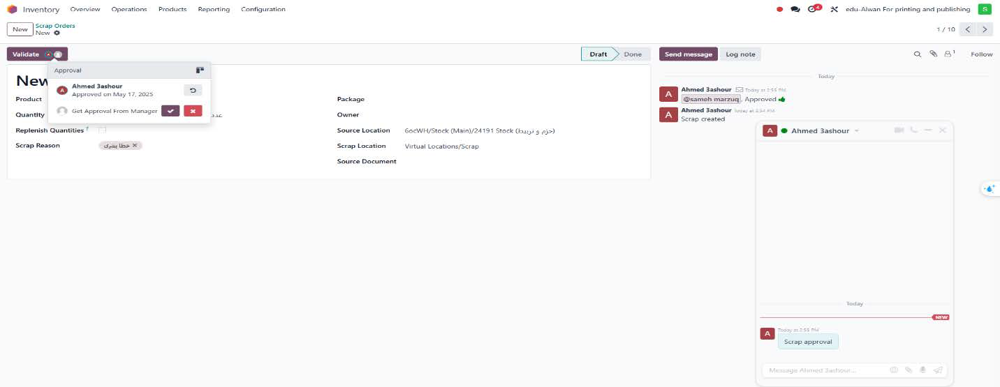 Inventory Overview Operations Products Reporting Configuration 4 edu-Alwan For printing and publishing S
New Scrap Orders
New 1 / 10
Validate Draft Done Send message Log note 1 Follow
Approval
New
Ahmed 3ashour
Approved on May 17, 2025
Get Approval From Manager
Product
Quantity عدد
Replenish Quantities ?
Scrap Reason خطا بشرى ✕
Package
Owner
Source Location 6ocWH/Stock (Main)/24191 Stock (حزم و تربيط)
Scrap Location Virtual Locations/Scrap
Source Document
Today
A Ahmed 3ashour Today at 2:55 PM
@sameh marzuq, Approved
A Ahmed 3ashour Today at 2:54 PM
Scrap created
A Ahmed 3ashour
Today
NEW
Today at 2:55 PM
A Scrap approval
Message Ahmed 3ashour...